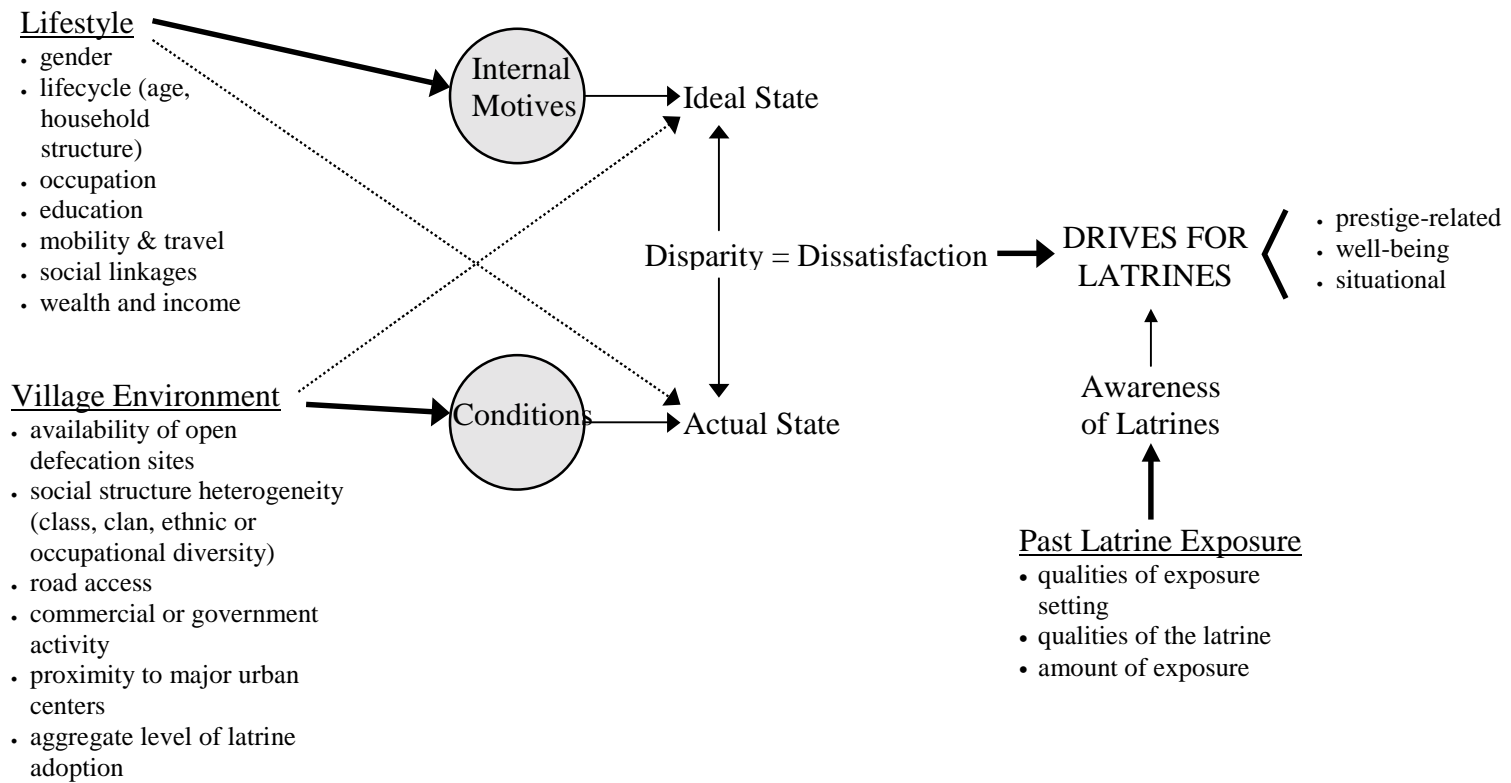 Lifestyle
• gender
• lifecycle (age,
household
structure)
• occupation
• education
• mobility & travel
• social linkages
• wealth and income
Internal
Motives
Ideal State
Disparity = Dissatisfaction
DRIVES FOR
LATRINES
• prestige-related
• well-being
• situational
Village Environment
• availability of open
defecation sites
• social structure heterogeneity
(class, clan, ethnic or
occupational diversity)
• road access
• commercial or government
activity
• proximity to major urban
centers
• aggregate level of latrine
adoption
Conditions
Actual State
Awareness
of Latrines
Past Latrine Exposure
• qualities of exposure
setting
• qualities of the latrine
• amount of exposure